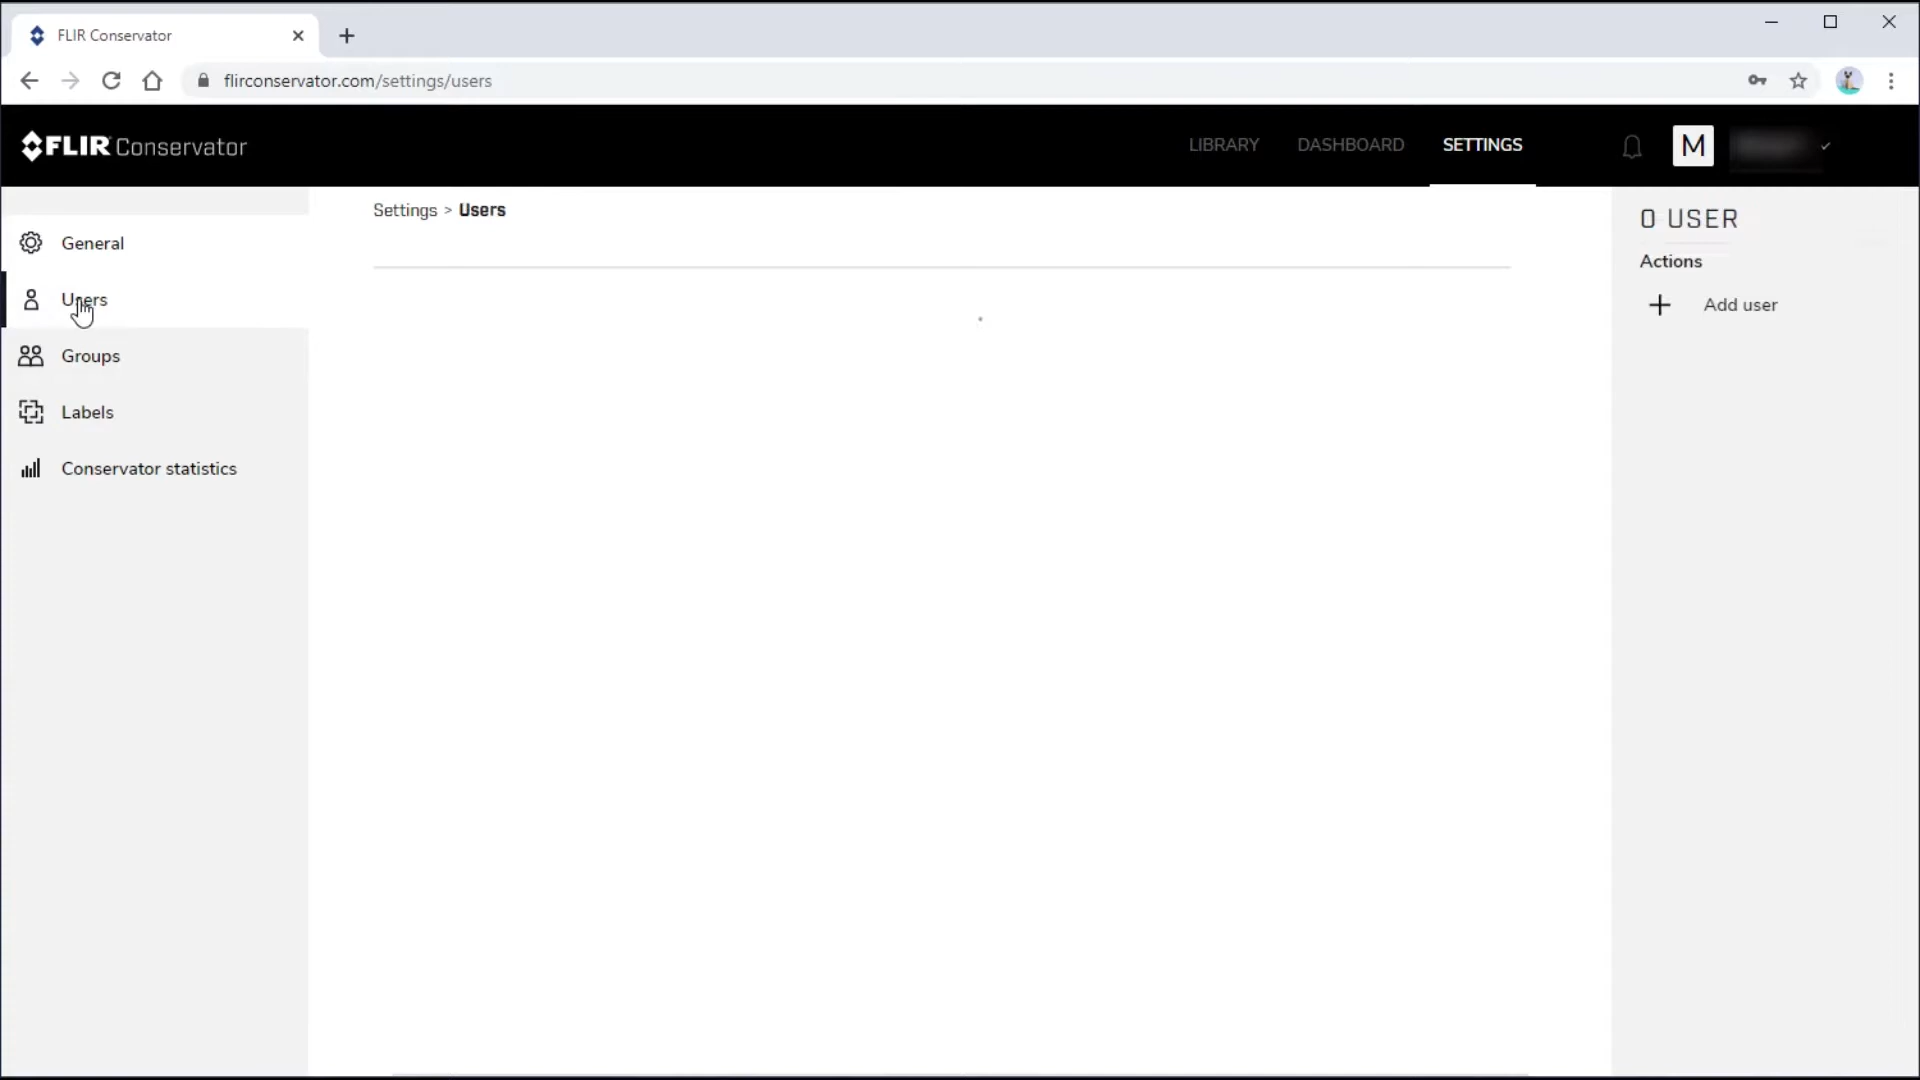 FLIR Conservator
flirconservator.com/settings/users
FLIR Conservator
LIBRARY
DASHBOARD
SETTINGS
M
Settings > Users
0 USER
General
Actions
Users
Add user
Groups
Labels
Conservator statistics